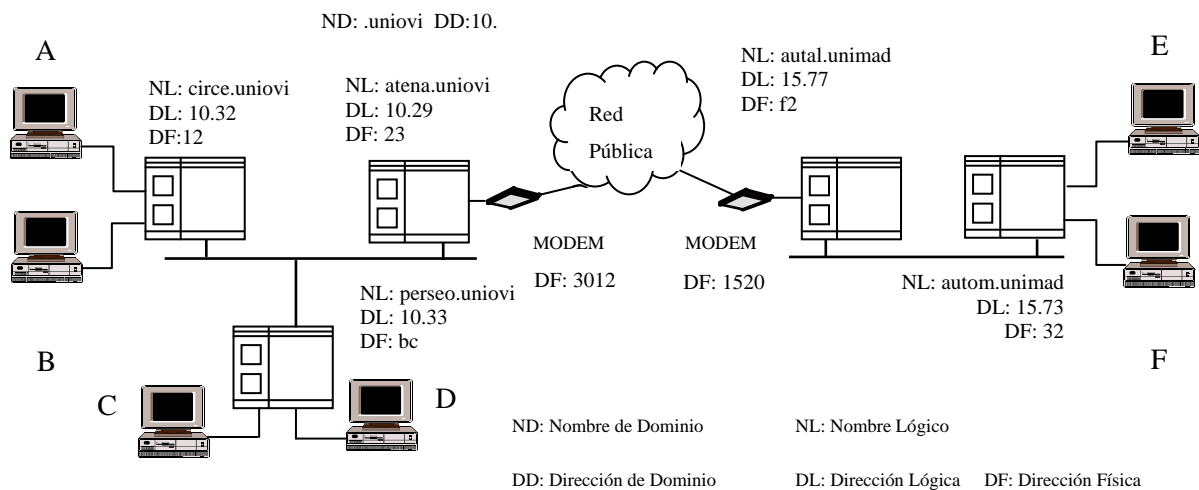 ND: .uniovi DD:10.
A
E
NL: circe.uniovi
DL: 10.32
DF:12
NL: atena.uniovi
DL: 10.29
DF: 23
Red
Pública
NL: autal.unimad
DL: 15.77
DF: f2
MODEM
DF: 3012
MODEM
DF: 1520
NL: perseo.uniovi
DL: 10.33
DF: bc
NL: autom.unimad
DL: 15.73
DF: 32
B
F
C
D
ND: Nombre de Dominio
NL: Nombre Lógico
DD: Dirección de Dominio
DL: Dirección Lógica
DF: Dirección Física